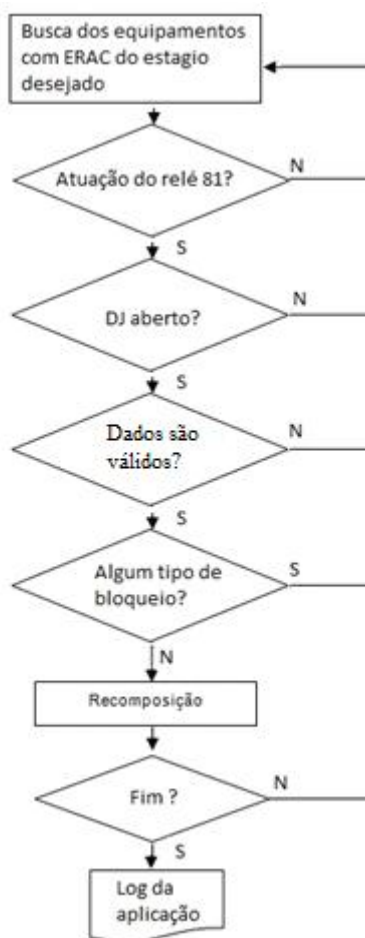 Busca dos equipamentos
com ERAC do estagio
desejado
Atuação do relé 81?
N
S
DJ aberto?
N
S
Dados são
válidos?
N
S
Algum tipo de
bloqueio?
S
N
Recomposição
Fim ?
N
S
Log da
aplicação